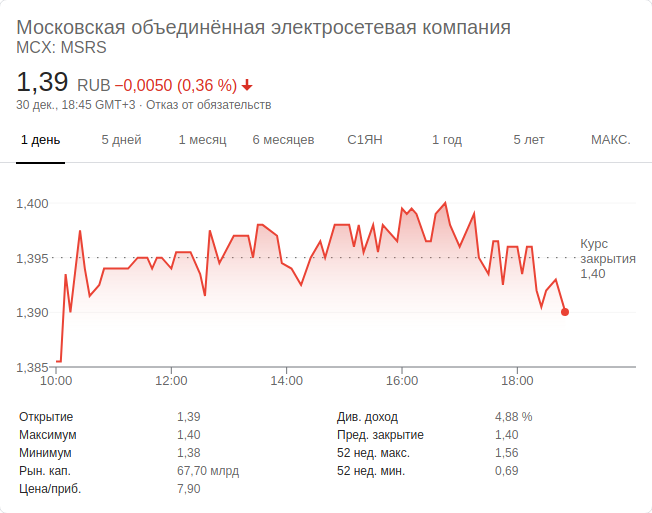 Московская объединённая электросетевая компания
MCX: MSRS
1,39 RUB −0,0050 (0,36 %)
30 дек., 18:45 GMT+3 · Отказ от обязательств
1 день 5 дней 1 месяц 6 месяцев С1ЯН 1 год 5 лет МАКС.
1,400
1,395
1,390
1,385
Курс
закрытия
1,40
10:00 12:00 14:00 16:00 18:00
Открытие 1,39
Максимум 1,40
Минимум 1,38
Рын. кап. 67,70 млрд
Цена/приб. 7,90
Див. доход 4,88 %
Пред. закрытие 1,40
52 нед. макс. 1,56
52 нед. мин. 0,69